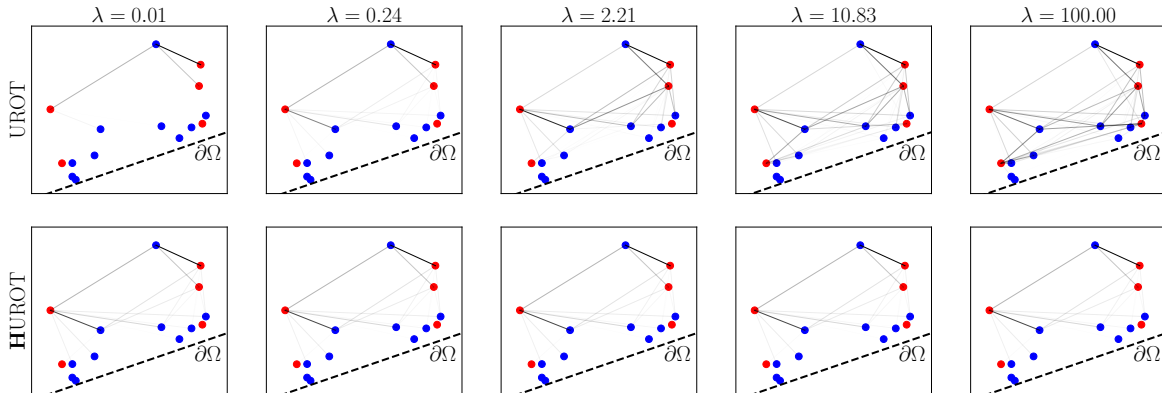 λ = 0.01 λ = 0.24 λ = 2.21 λ = 10.83 λ = 100.00
UROT
∂Ω ∂Ω ∂Ω ∂Ω ∂Ω
HUROT
∂Ω ∂Ω ∂Ω ∂Ω ∂Ω